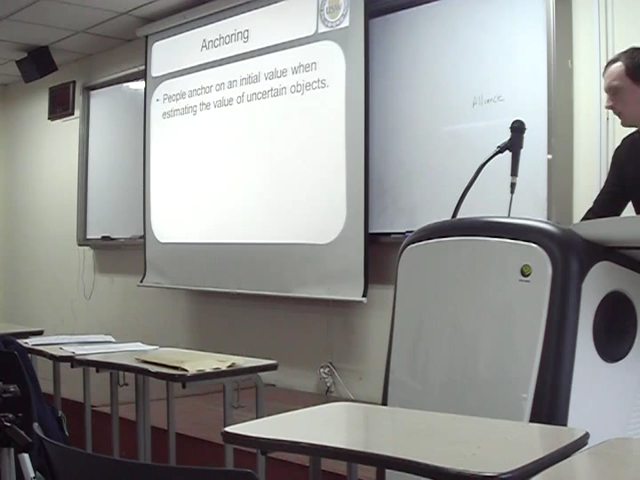 Anchoring
- People anchor on an initial value when
estimating the value of uncertain objects.
Alliance